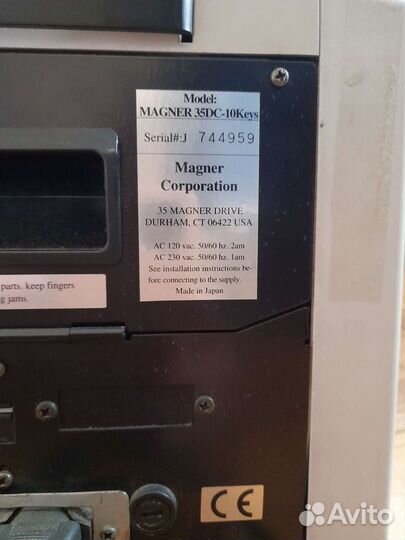 Model:
MAGNER 35DC-10Keys
Serial#:J 744959
Magner
Corporation
35 MAGNER DRIVE
DURHAM, CT 06422 USA
AC 120 vac. 50/60 hz. 2am
AC 230 vac. 50/60 hz. 1am
See installation instructions be-
fore connecting to the supply.
Made in Japan
parts. keep fingers
g jams.
CE
Avito